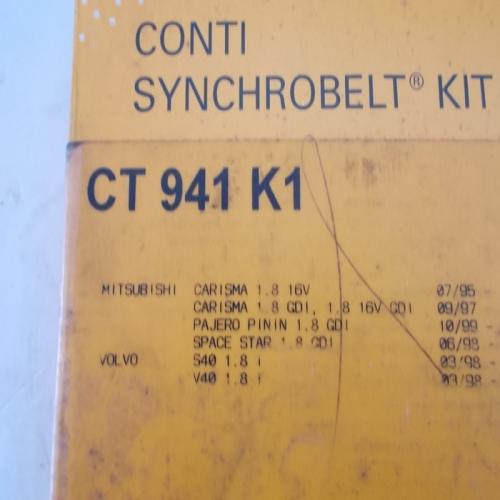 CONTI
SYNCHROBELT® KIT
CT 941 K1
MITSUBISHI CARISMA 1.8 16V 07/95 -
CARISMA 1.8 GDI, 1.8 16V GDI 09/97 -
PAJERO PININ 1.8 GDI 10/99 -
SPACE STAR 1.8 GDI 06/98 -
VOLVO S40 1.8 i 03/98 -
V40 1.8 i 03/98 -